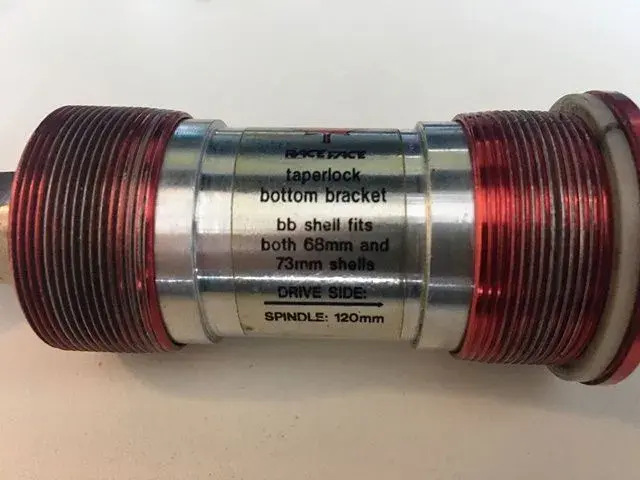 RACEFACE
taperlock
bottom bracket
bb shell fits
both 68mm and
73mm shells
DRIVE SIDE:
SPINDLE: 120mm